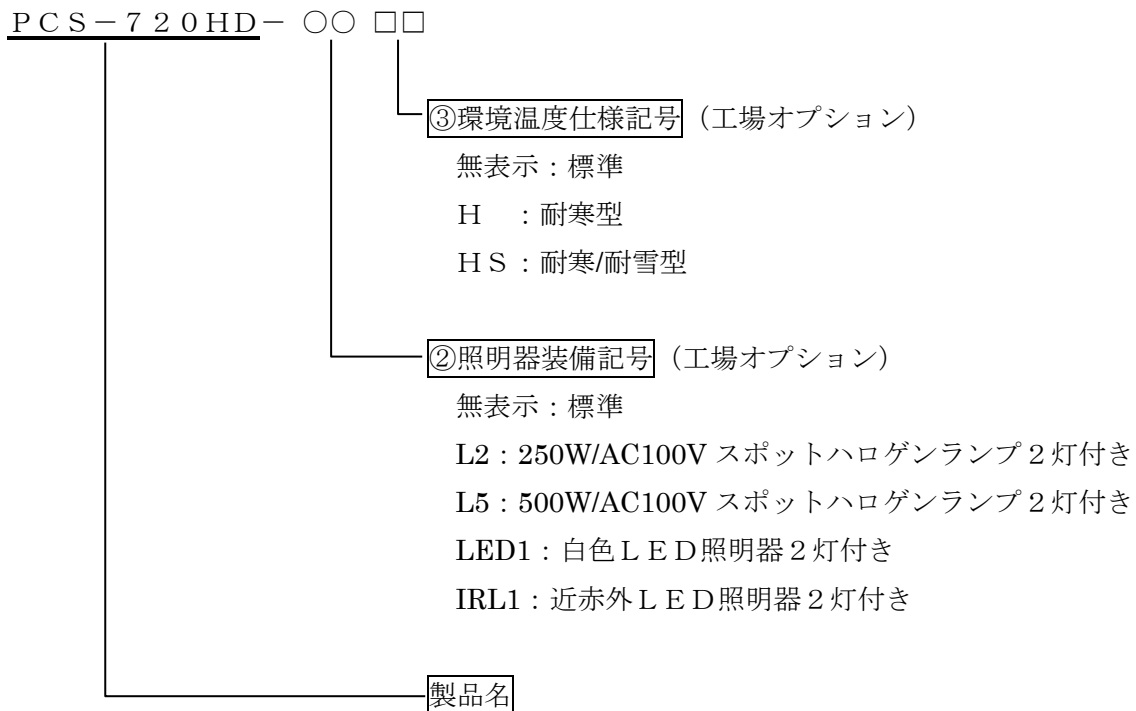 ＰＣＳ－７２０HD－ ○○ □□
③環境温度仕様記号（工場オプション）
無表示：標準
Ｈ　：耐寒型
ＨＳ：耐寒/耐雪型
②照明器装備記号（工場オプション）
無表示：標準
L2：250W/AC100V スポットハロゲンランプ２灯付き
L5：500W/AC100V スポットハロゲンランプ２灯付き
LED1：白色ＬＥＤ照明器２灯付き
IRL1：近赤外ＬＥＤ照明器２灯付き
製品名